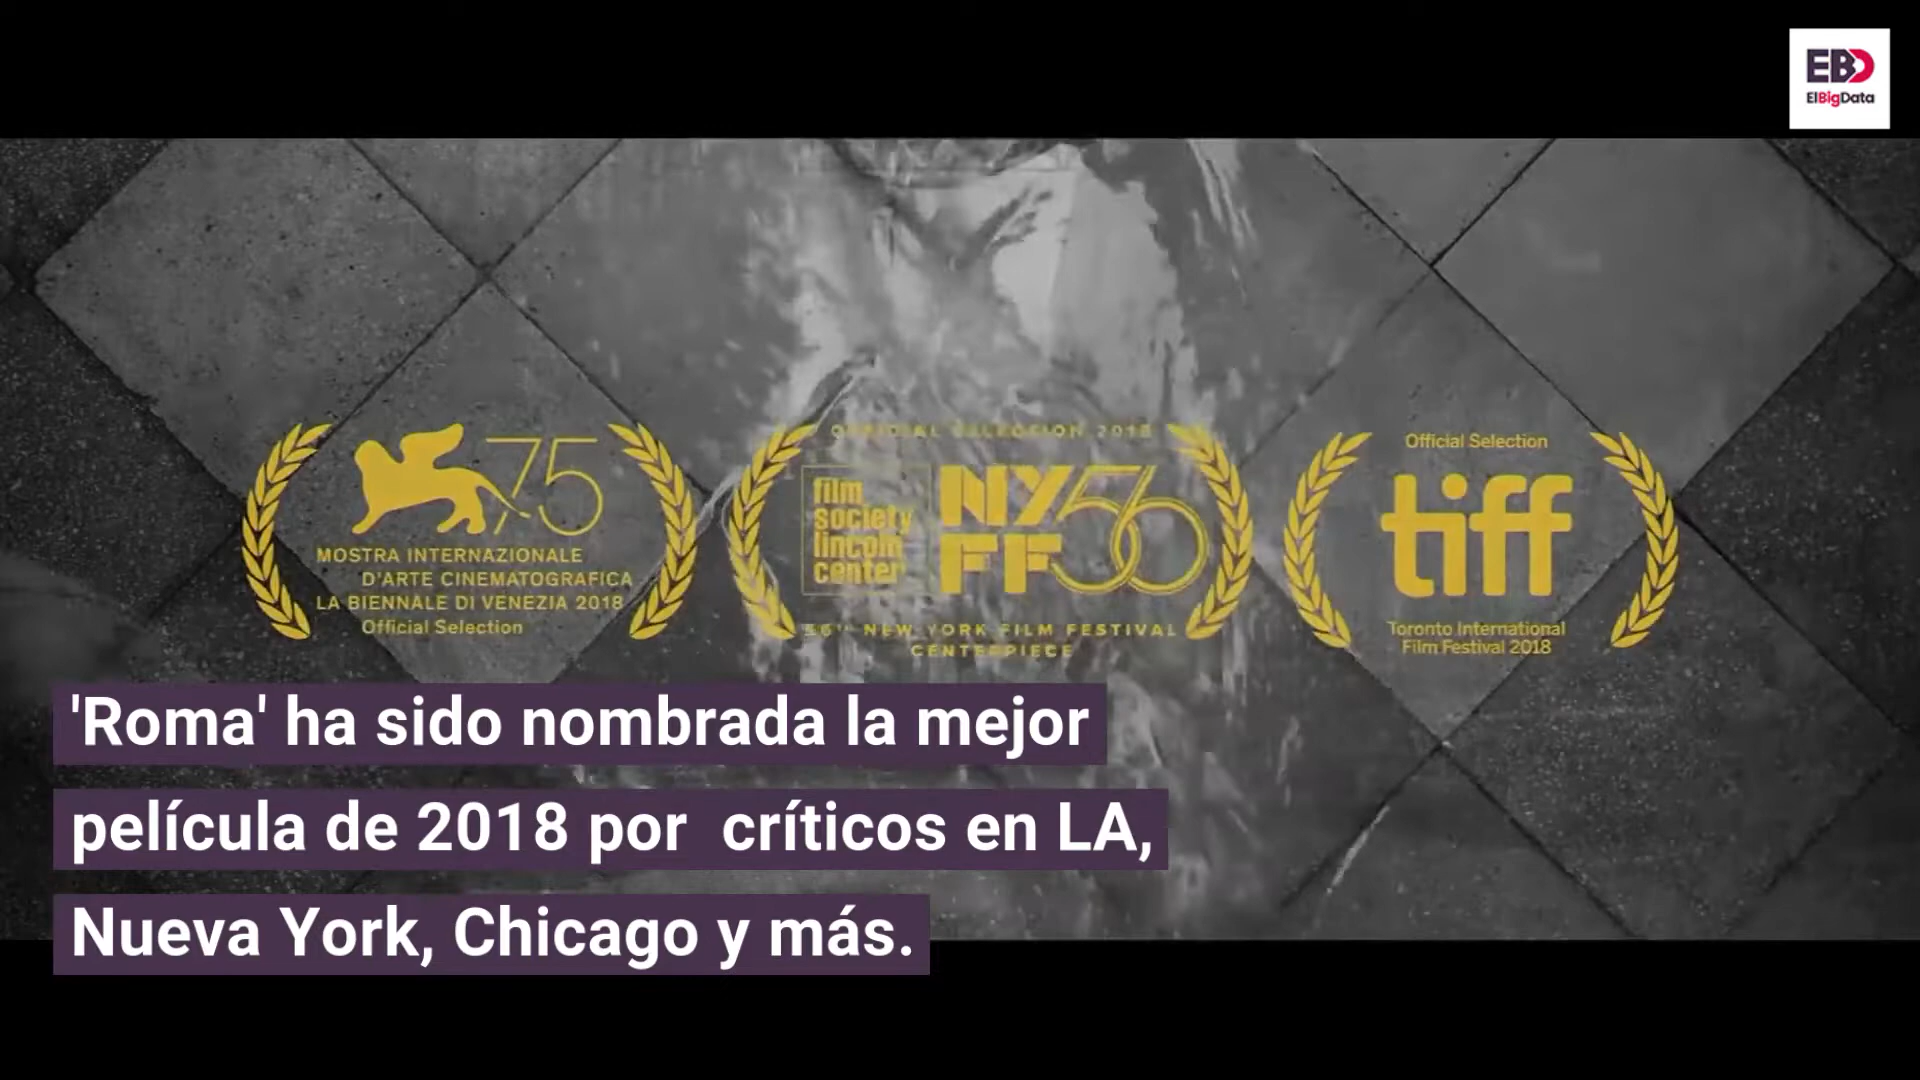 EBD
ElBigData
75
MOSTRA INTERNAZIONALE
D'ARTE CINEMATOGRAFICA
LA BIENNALE DI VENEZIA 2018
Official Selection
OFFICIAL SELECTION 2018
film
society
lincoln
center
NY
FF
56
56TH NEW YORK FILM FESTIVAL
CENTERPIECE
Official Selection
tiff
Toronto International
Film Festival 2018
'Roma' ha sido nombrada la mejor
película de 2018 por  críticos en LA,
Nueva York, Chicago y más.